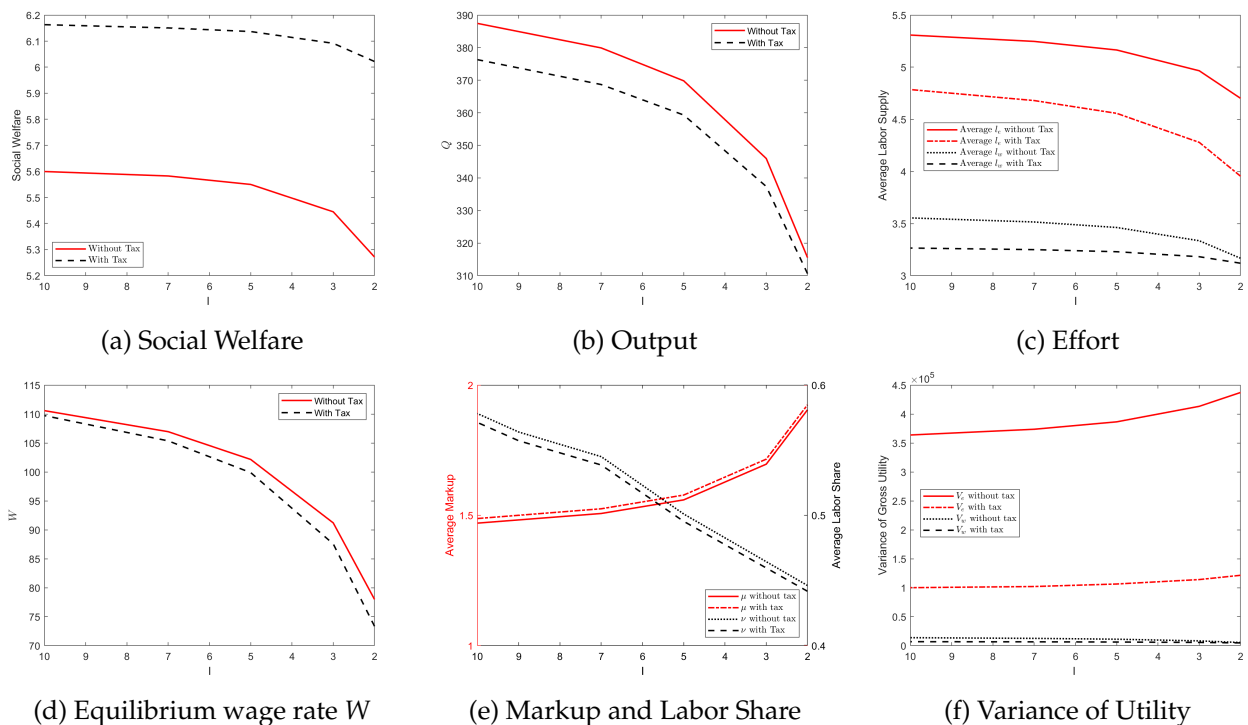 Social Welfare
6.2
6.1
6
5.9
5.8
5.7
5.6
5.5
5.4
5.3
5.2
Without Tax
With Tax
10 9 8 7 6 5 4 3 2
I
(a) Social Welfare
Q
390
380
370
360
350
340
330
320
310
Without Tax
With Tax
10 9 8 7 6 5 4 3 2
I
(b) Output
Average Labor Supply
5.5
5
4.5
4
3.5
3
Average l_e without Tax
Average l_e with Tax
Average l_w without Tax
Average l_w with Tax
10 9 8 7 6 5 4 3 2
I
(c) Effort
W
115
110
105
100
95
90
85
80
75
70
Without Tax
With Tax
10 9 8 7 6 5 4 3 2
I
(d) Equilibrium wage rate W
Average Markup
2
1.5
1
μ without tax
μ with tax
ν without tax
ν with Tax
0.6
0.5
0.4
Average Labor Share
10 9 8 7 6 5 4 3 2
I
(e) Markup and Labor Share
Variance of Gross Utility
×10^5
4.5
4
3.5
3
2.5
2
1.5
1
0.5
0
V_e without tax
V_e with tax
V_w without tax
V_w with tax
10 9 8 7 6 5 4 3 2
I
(f) Variance of Utility